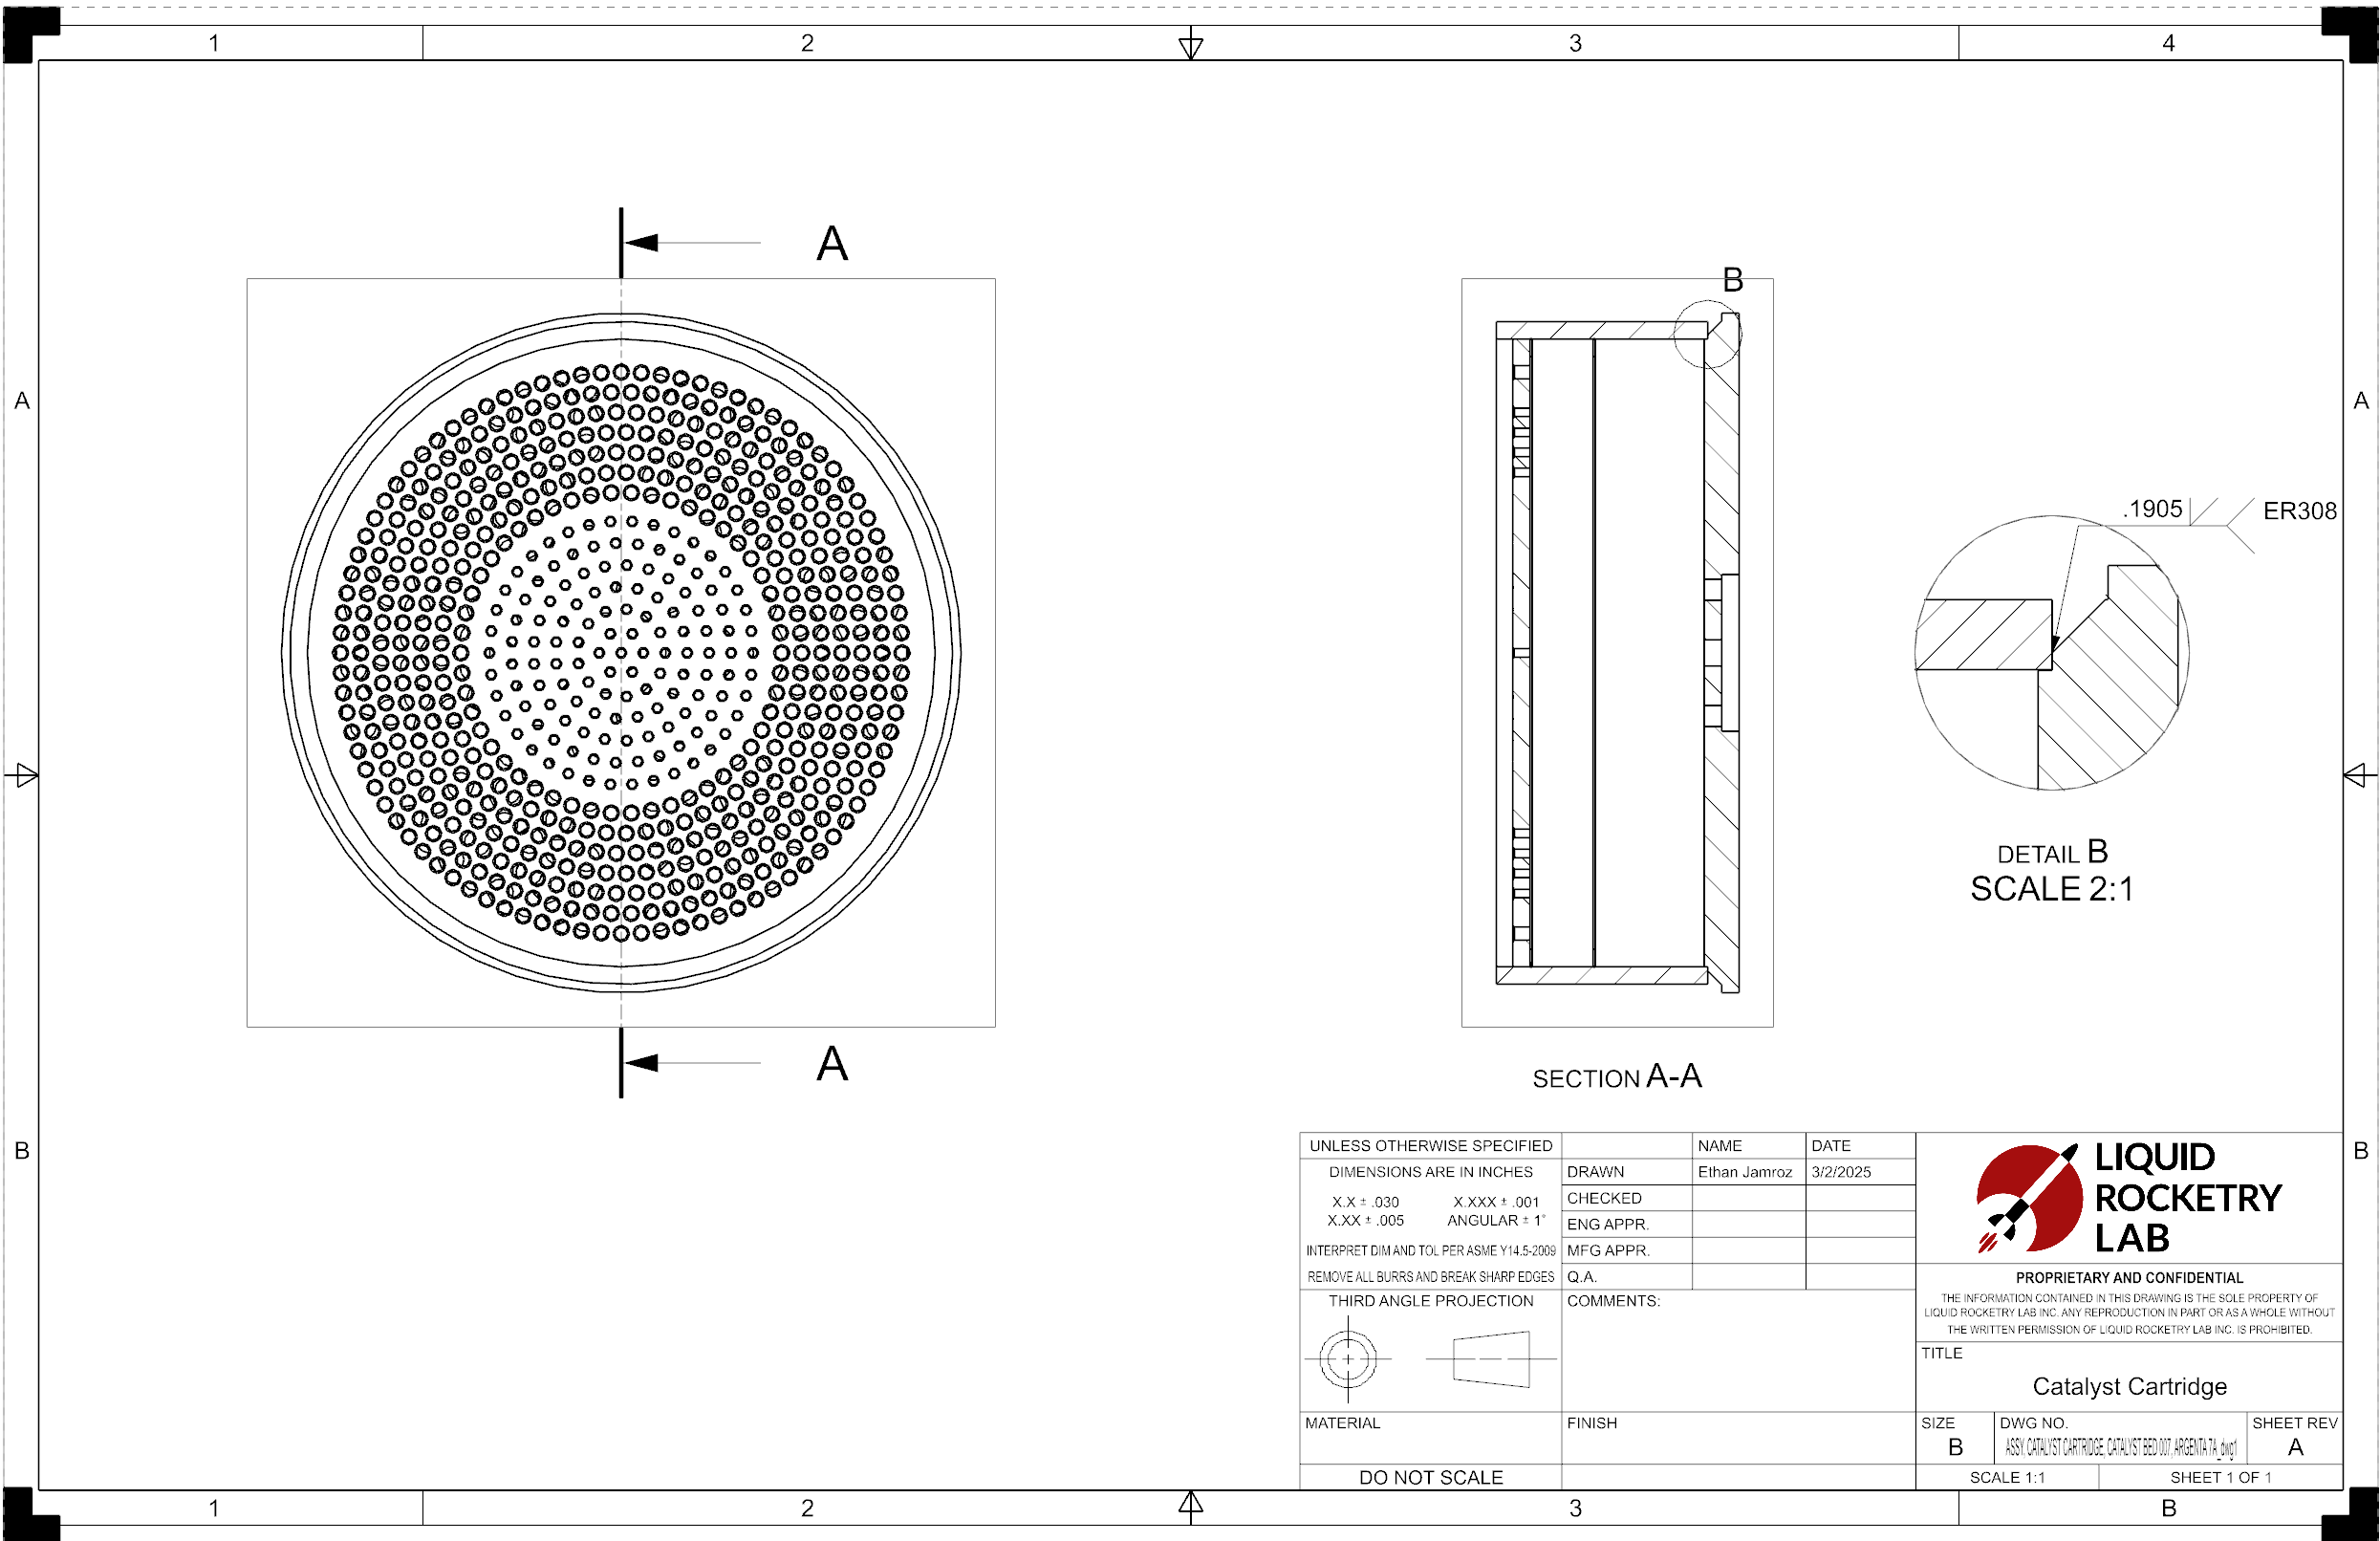 1 2 3 4
A
B
A A
.1905 ER308
DETAIL B
SCALE 2:1
A
SECTION A-A
B B
UNLESS OTHERWISE SPECIFIED
DIMENSIONS ARE IN INCHES
X.X ± .030 X.XXX ± .001
X.XX ± .005 ANGULAR ± 1°
INTERPRET DIM AND TOL PER ASME Y14.5-2009
REMOVE ALL BURRS AND BREAK SHARP EDGES
THIRD ANGLE PROJECTION
MATERIAL
DO NOT SCALE
NAME DATE
DRAWN Ethan Jamroz 3/2/2025
CHECKED
ENG APPR.
MFG APPR.
Q.A.
COMMENTS:
FINISH
LIQUID
ROCKETRY
LAB
PROPRIETARY AND CONFIDENTIAL
THE INFORMATION CONTAINED IN THIS DRAWING IS THE SOLE PROPERTY OF
LIQUID ROCKETRY LAB INC. ANY REPRODUCTION IN PART OR AS A WHOLE WITHOUT
THE WRITTEN PERMISSION OF LIQUID ROCKETRY LAB INC. IS PROHIBITED.
TITLE
Catalyst Cartridge
SIZE DWG NO. SHEET REV
B ASSY, CATALYST CARTRIDGE, CATALYST BED 007, ARGENTA 7A_dwg1 A
SCALE 1:1 SHEET 1 OF 1
1 2 3 B